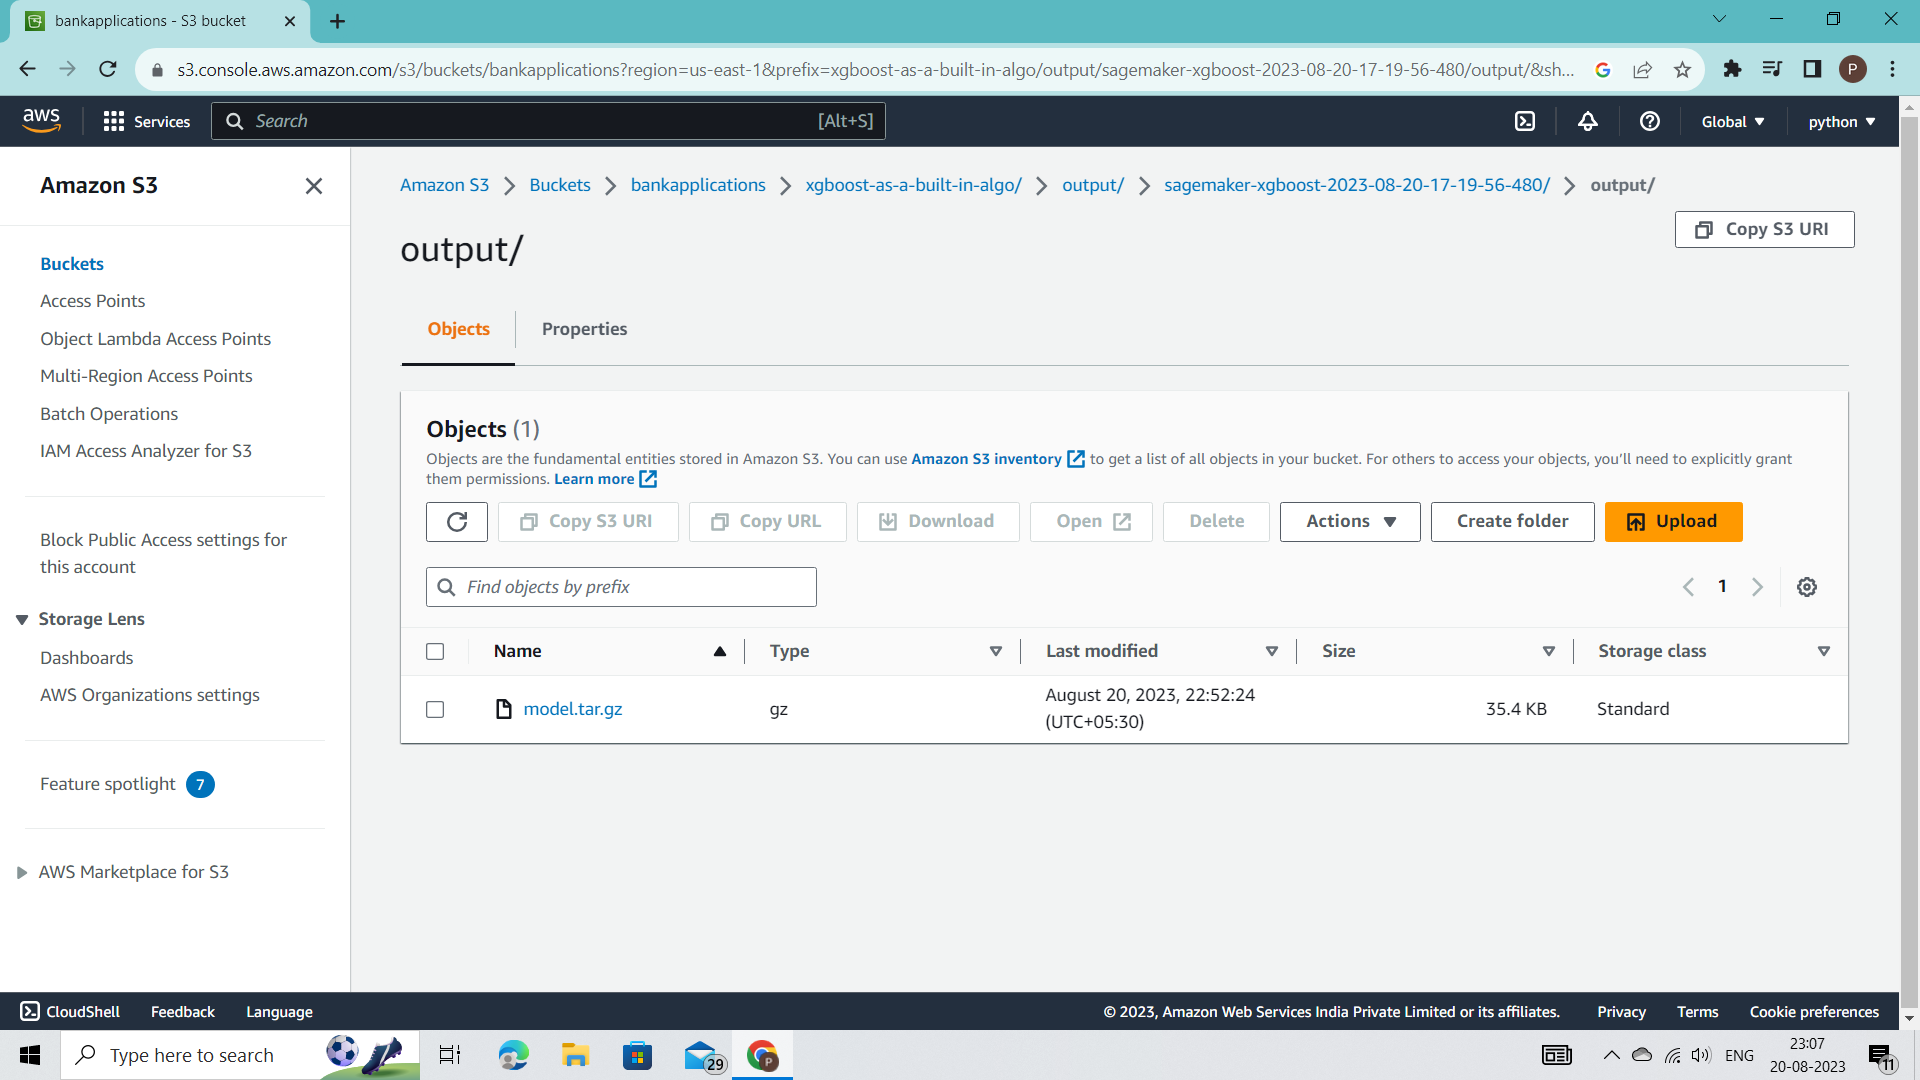 bankapplications - S3 bucket
s3.console.aws.amazon.com/s3/buckets/bankapplications?region=us-east-1&prefix=xgboost-as-a-built-in-algo/output/sagemaker-xgboost-2023-08-20-17-19-56-480/output/&sh...
P
aws
Services
Search
[Alt+S]
Global
python
Amazon S3
Amazon S3
Buckets
bankapplications
xgboost-as-a-built-in-algo/
output/
sagemaker-xgboost-2023-08-20-17-19-56-480/
output/
output/
Copy S3 URI
Buckets
Access Points
Object Lambda Access Points
Multi-Region Access Points
Batch Operations
IAM Access Analyzer for S3
Block Public Access settings for
this account
Storage Lens
Dashboards
AWS Organizations settings
Feature spotlight 7
AWS Marketplace for S3
Objects
Properties
Objects (1)
Objects are the fundamental entities stored in Amazon S3. You can use Amazon S3 inventory to get a list of all objects in your bucket. For others to access your objects, you'll need to explicitly grant
them permissions. Learn more
Copy S3 URI
Copy URL
Download
Open
Delete
Actions
Create folder
Upload
Find objects by prefix
1
Name
Type
Last modified
Size
Storage class
model.tar.gz
gz
August 20, 2023, 22:52:24
(UTC+05:30)
35.4 KB
Standard
CloudShell
Feedback
Language
© 2023, Amazon Web Services India Private Limited or its affiliates.
Privacy
Terms
Cookie preferences
Type here to search
29
P
ENG
23:07
20-08-2023
11